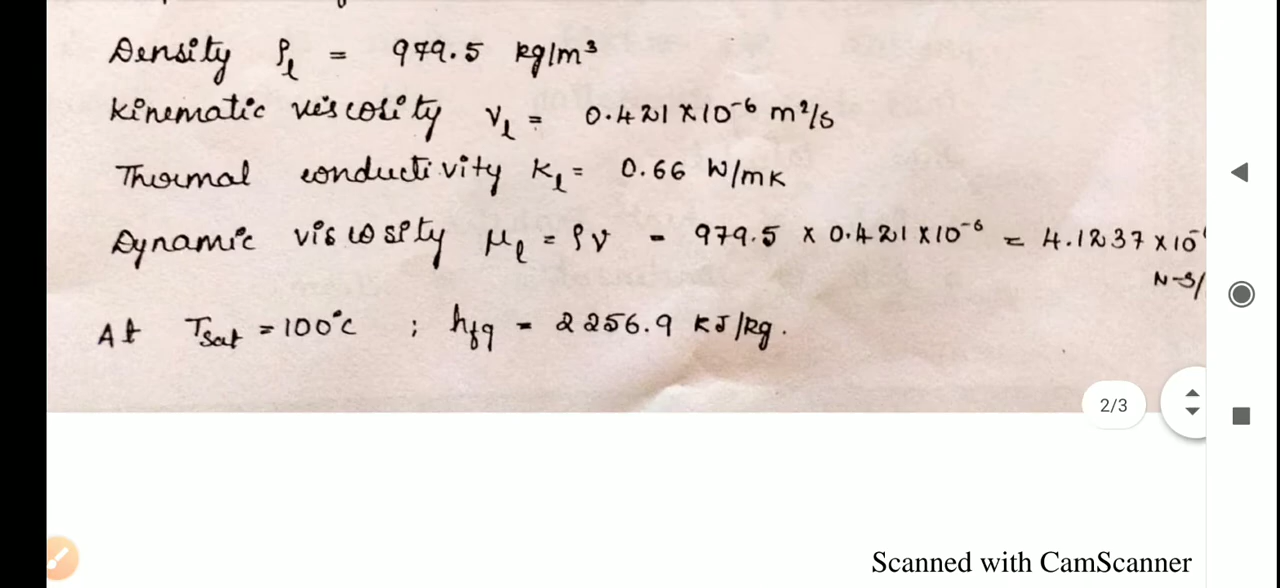 Density ρₗ = 979.5 kg/m³
Kinematic viscosity νₗ = 0.421 × 10⁻⁶ m²/s
Thermal conductivity Kₗ = 0.66 W/mK
Dynamic viscosity μₗ = ρν = 979.5 × 0.421 × 10⁻⁶ = 4.1237 × 10⁻
N-S/
At Tsat = 100°C ; hfg = 2256.9 KJ/kg.
2/3
Scanned with CamScanner